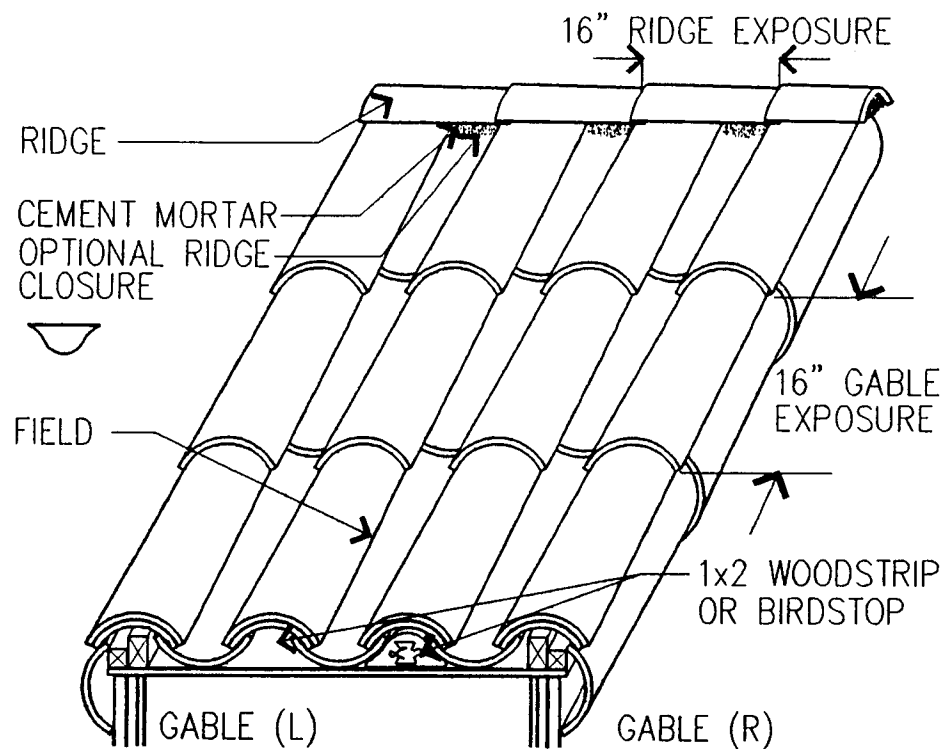 16” RIDGE EXPOSURE
RIDGE
CEMENT MORTAR
OPTIONAL RIDGE
CLOSURE
16” GABLE
EXPOSURE
FIELD
1x2 WOODSTRIP
OR BIRDSTOP
GABLE (L)
GABLE (R)